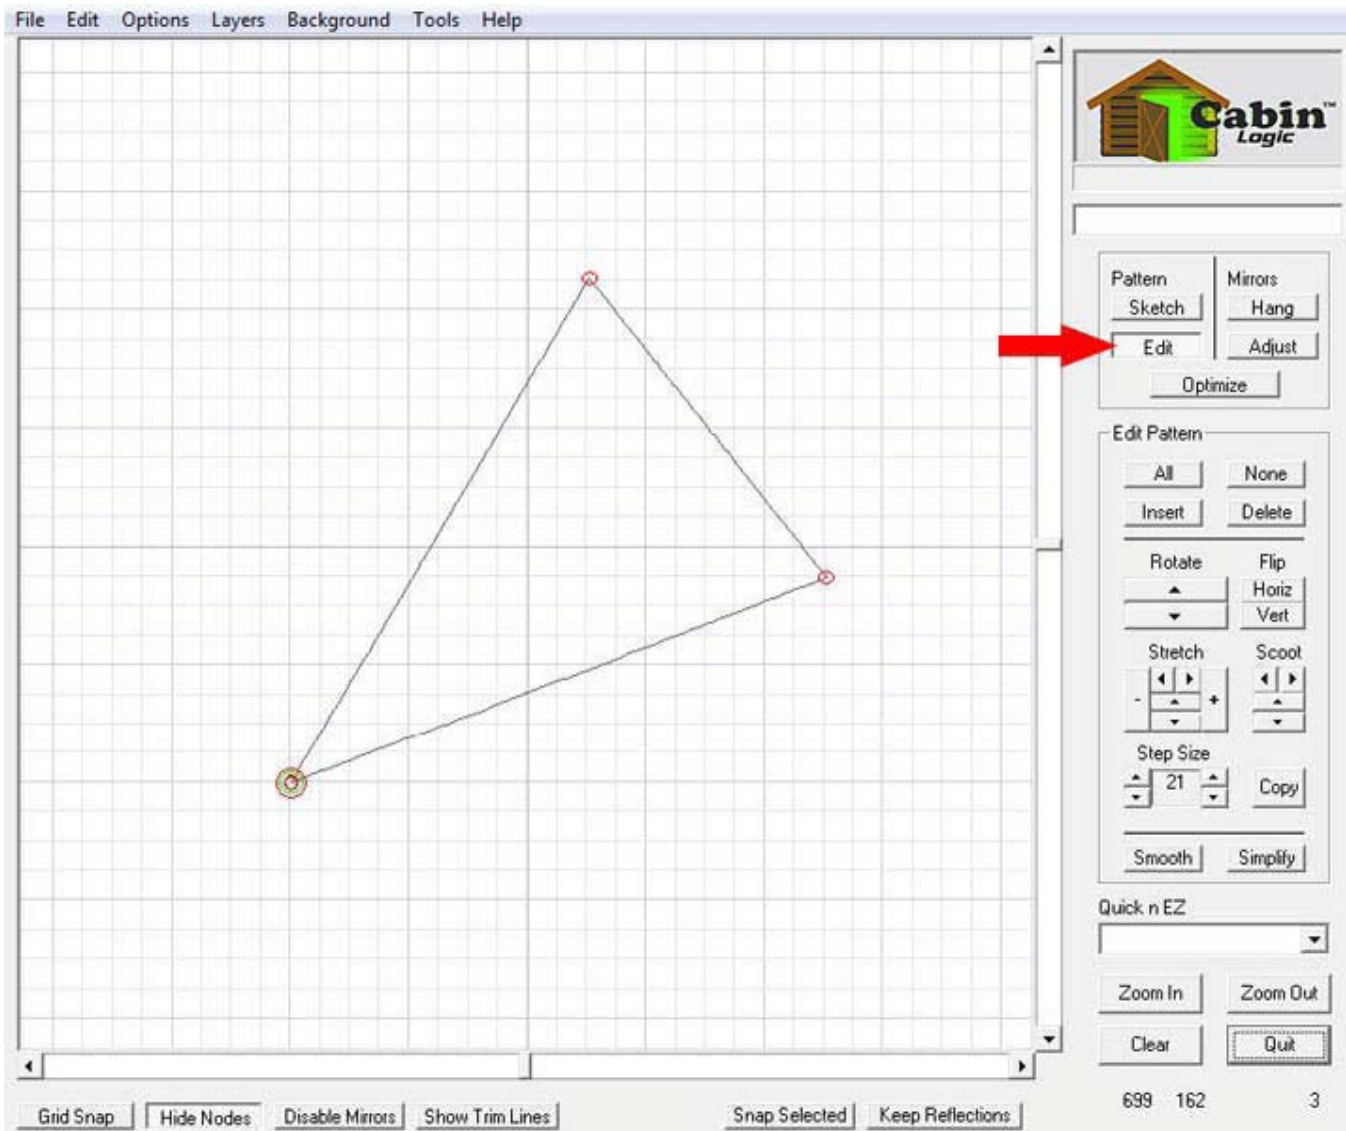 File Edit Options Layers Background Tools Help
Cabin™
Logic
Pattern Mirrors
Sketch Hang
Edit Adjust
Optimize
Edit Pattern
All None
Insert Delete
Rotate Flip
Horiz
Vert
Stretch Scoot
- +
Step Size
21 Copy
Smooth Simplify
Quick n EZ
Zoom In Zoom Out
Clear Quit
699 162 3
Grid Snap Hide Nodes Disable Mirrors Show Trim Lines Snap Selected Keep Reflections